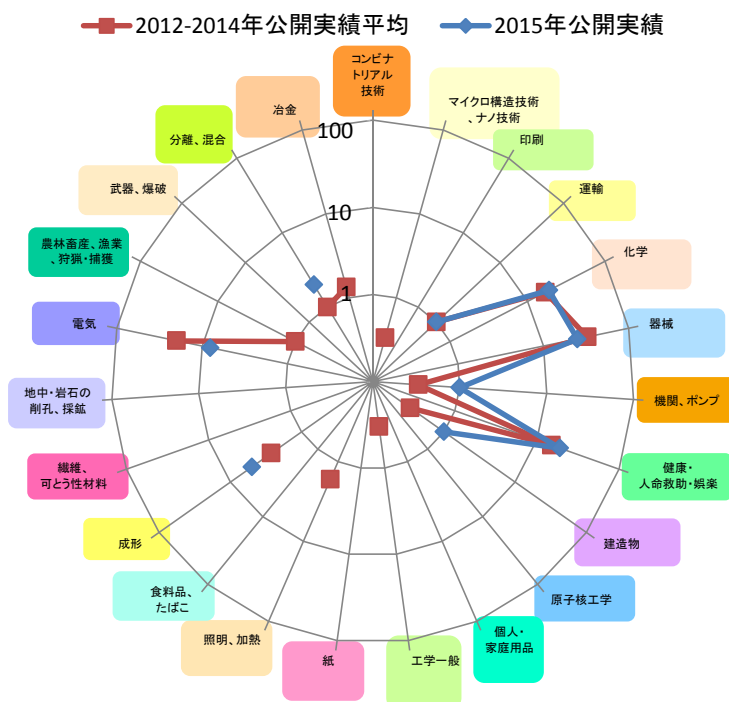 2012-2014年公開実績平均
2015年公開実績
コンビナ
トリアル
技術
マイクロ構造技術
、ナノ技術
印刷
運輸
化学
器械
機関、ポンプ
健康・
人命救助・娯楽
建造物
原子核工学
個人・
家庭用品
工学一般
紙
照明、加熱
食料品、
たばこ
成形
繊維、
可とう性材料
地中・岩石の
削孔、採鉱
電気
農林畜産、漁業
、狩猟・捕獲
武器、爆破
分離、混合
冶金
100
10
1